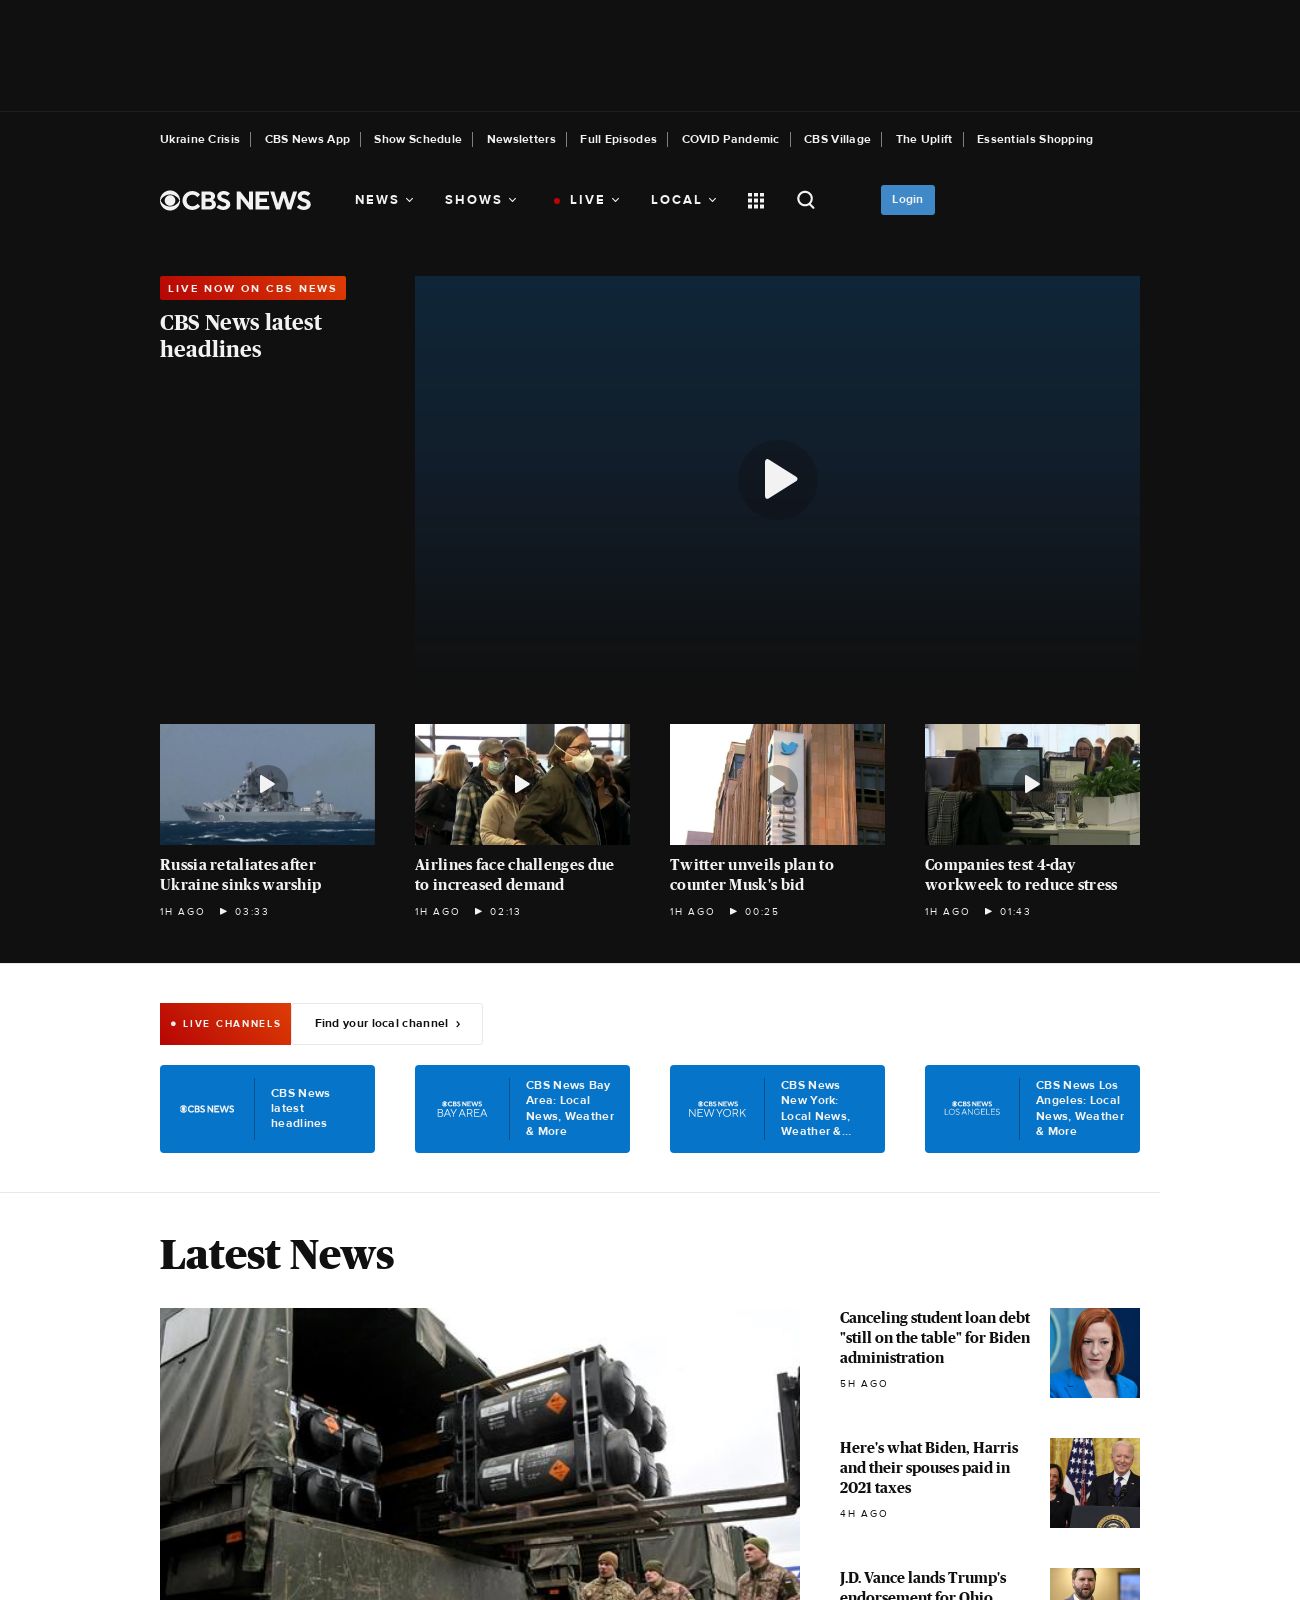 Ukraine Crisis
CBS News App
Show Schedule
Newsletters
Full Episodes
COVID Pandemic
CBS Village
The Uplift
Essentials Shopping
CBS NEWS
NEWS
SHOWS
LIVE
LOCAL
Login
LIVE NOW ON CBS NEWS
CBS News latest
headlines
twitter
Russia retaliates after
Ukraine sinks warship
1H AGO
03:33
Airlines face challenges due
to increased demand
1H AGO
02:13
Twitter unveils plan to
counter Musk's bid
1H AGO
00:25
Companies test 4-day
workweek to reduce stress
1H AGO
01:43
LIVE CHANNELS
Find your local channel ›
CBS NEWS
CBS News
latest
headlines
CBS NEWS
BAY AREA
CBS News Bay
Area: Local
News, Weather
& More
CBS NEWS
NEW YORK
CBS News
New York:
Local News,
Weather &...
CBS NEWS
LOS ANGELES
CBS News Los
Angeles: Local
News, Weather
& More
Latest News
Canceling student loan debt
"still on the table" for Biden
administration
5H AGO
Here's what Biden, Harris
and their spouses paid in
2021 taxes
4H AGO
J.D. Vance lands Trump's
endorsement for Ohio